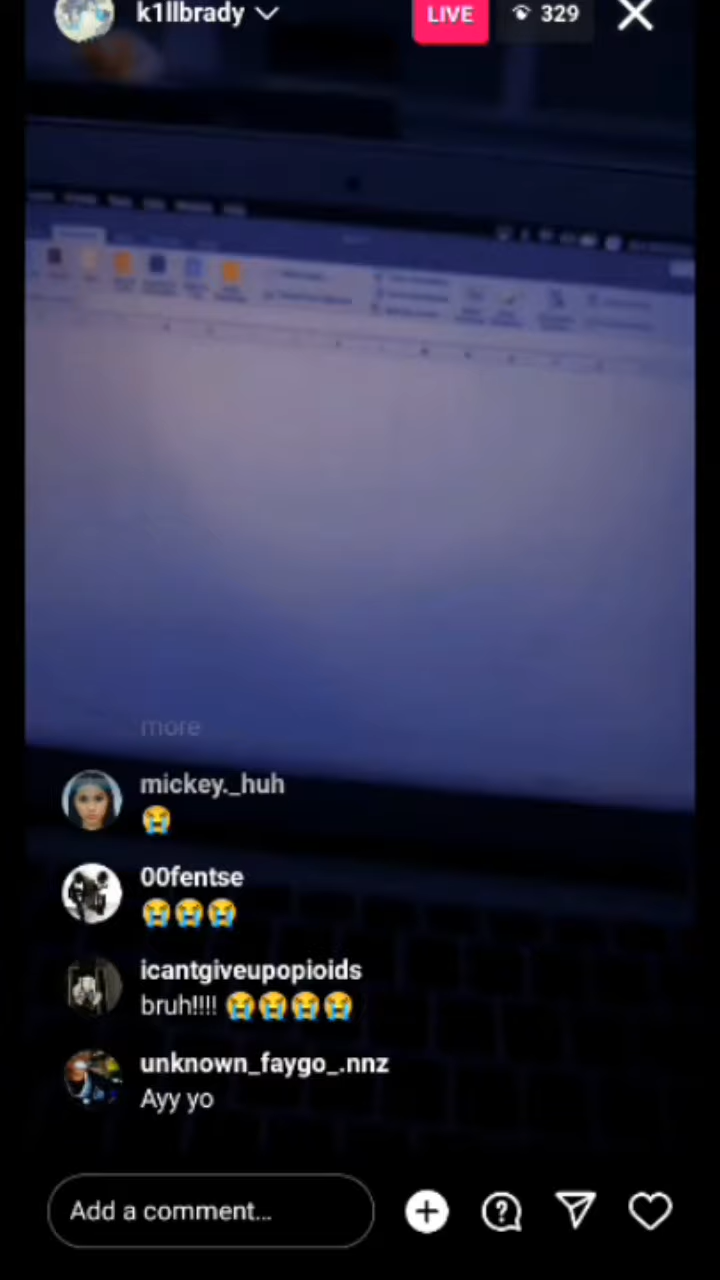 k1llbrady
LIVE
329
more
mickey._huh
😭
00fentse
😭😭😭
icantgiveupopioids
bruh!!!! 😭😭😭😭
unknown_faygo_.nnz
Ayy yo
Add a comment...